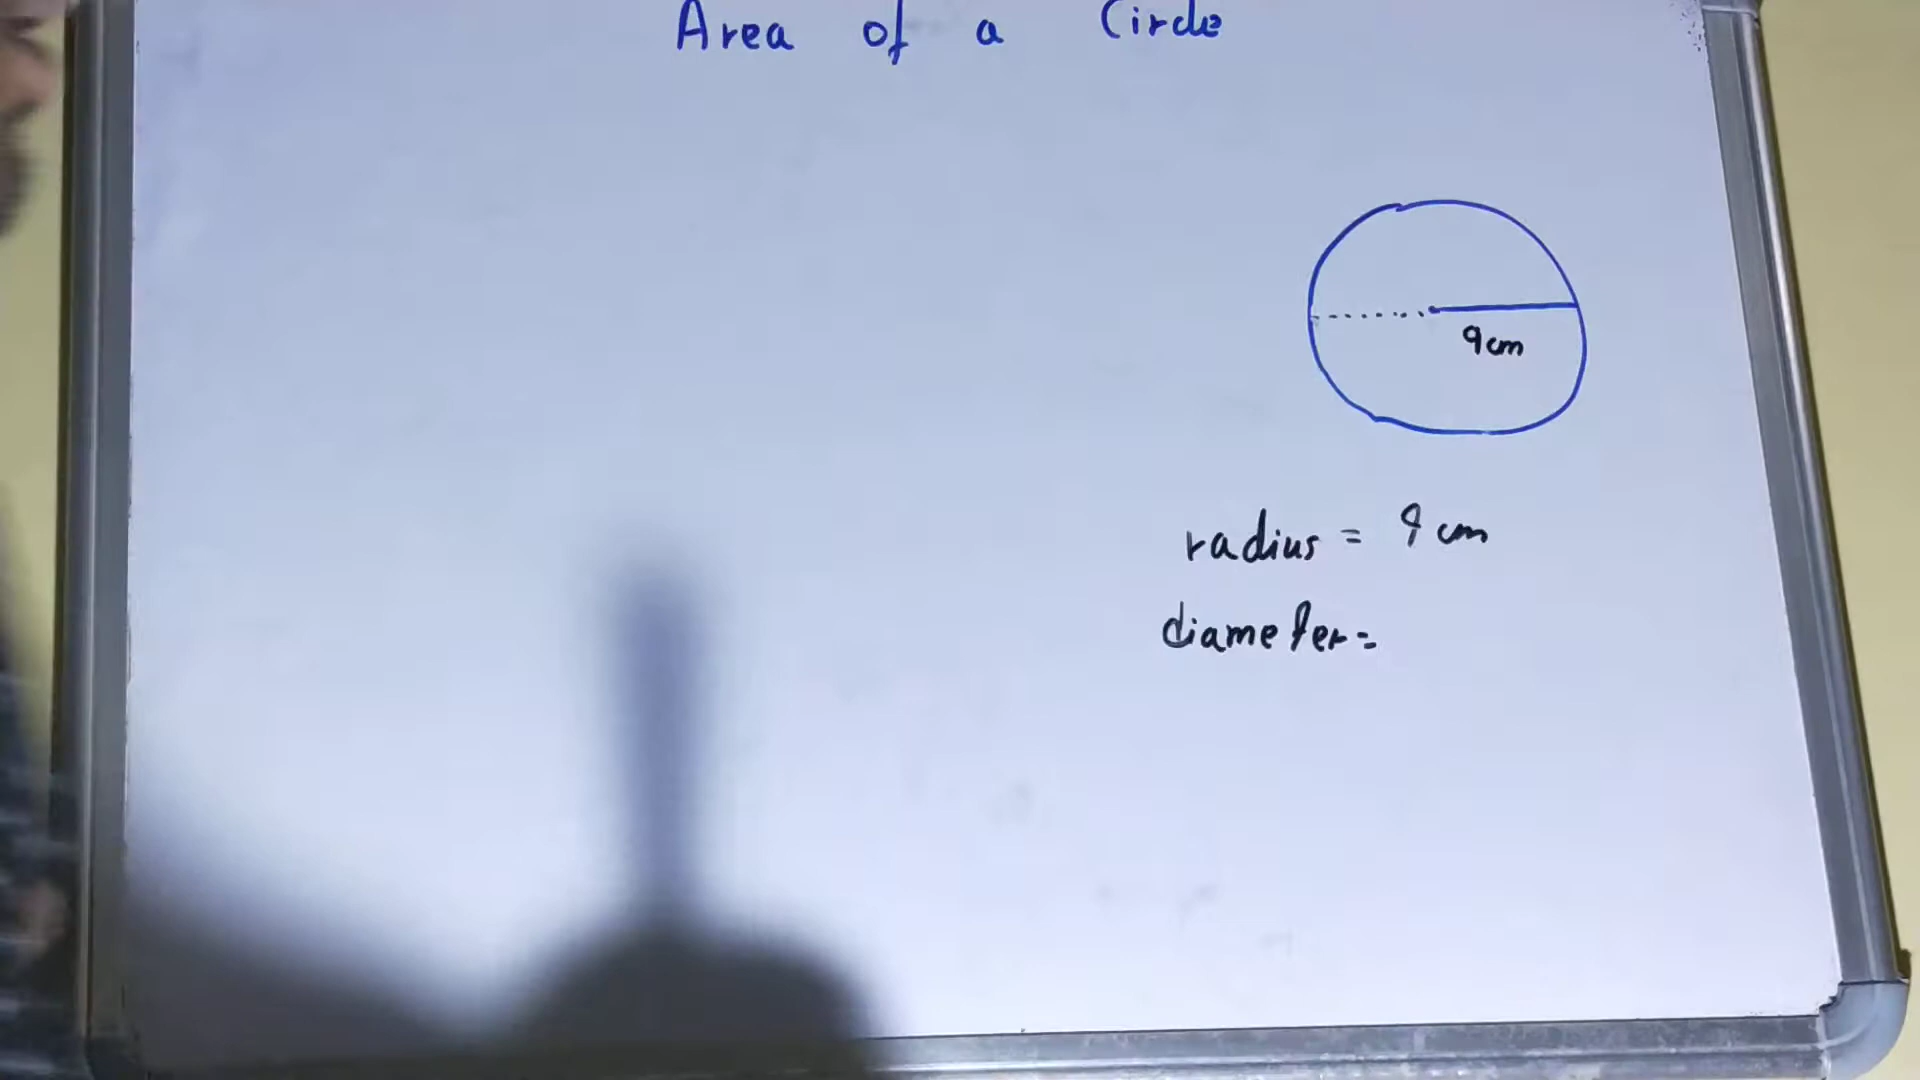 Area of a Circle
9cm
radius = 9 cm
diameter=